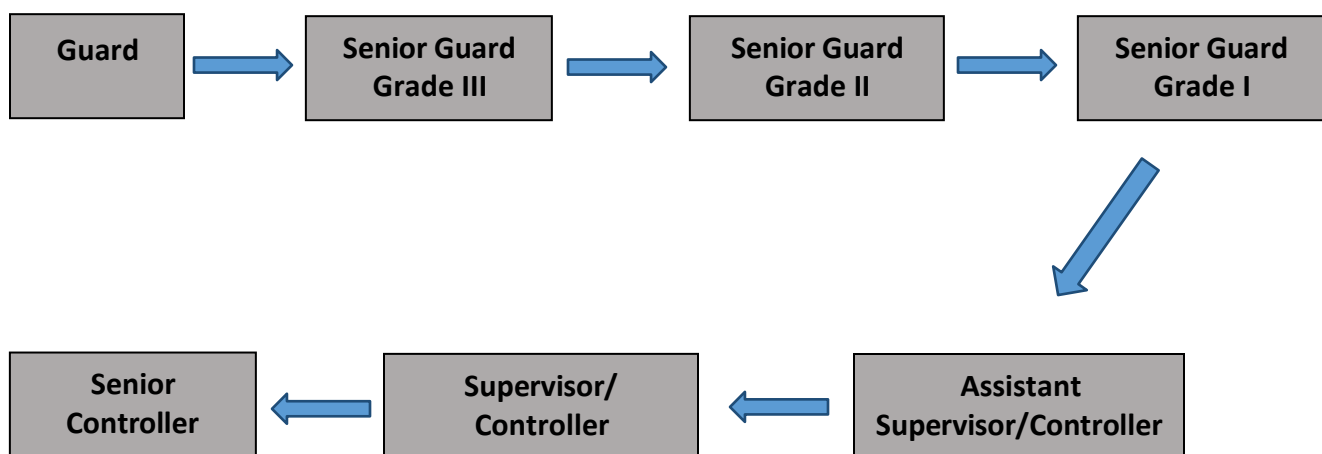 Guard
Senior Guard
Grade III
Senior Guard
Grade II
Senior Guard
Grade I
Assistant
Supervisor/Controller
Supervisor/
Controller
Senior
Controller